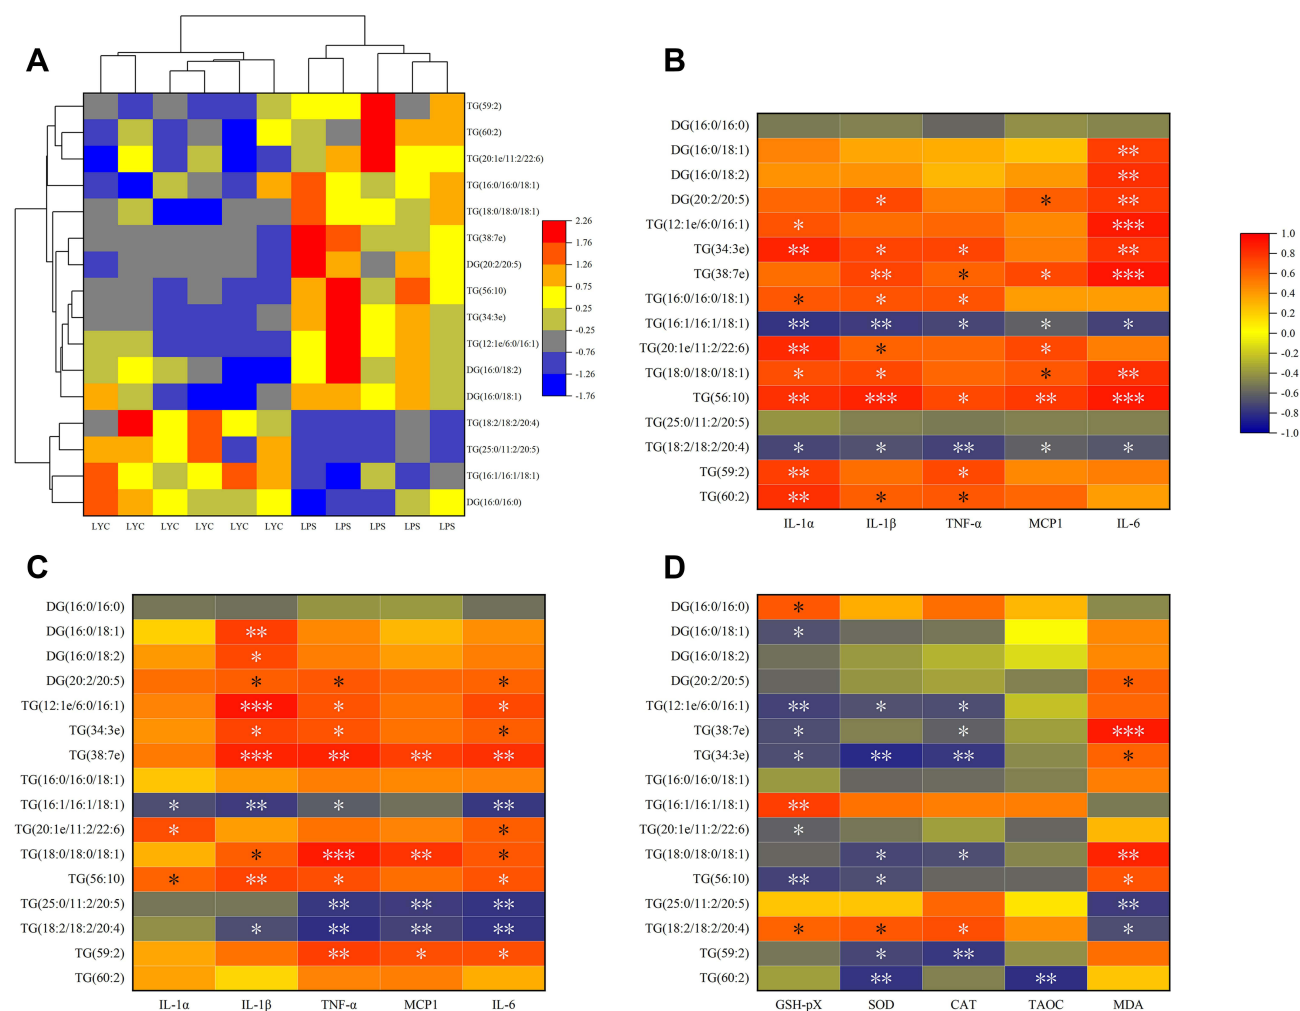 A
TG(59:2)
TG(60:2)
TG(20:1e/11:2/22:6)
TG(16:0/16:0/18:1)
TG(18:0/18:0/18:1)
TG(38:7e)
DG(20:2/20:5)
TG(56:10)
TG(34:3e)
TG(12:1e/6:0/16:1)
DG(16:0/18:2)
DG(16:0/18:1)
TG(18:2/18:2/20:4)
TG(25:0/11:2/20:5)
TG(16:1/16:1/18:1)
DG(16:0/16:0)
LYC LYC LYC LYC LYC LYC LPS LPS LPS LPS LPS
2.26
1.76
1.26
0.75
0.25
-0.25
-0.76
-1.26
-1.76
B
DG(16:0/16:0)
DG(16:0/18:1) **
DG(16:0/18:2) **
DG(20:2/20:5) * * **
TG(12:1e/6:0/16:1) * ***
TG(34:3e) ** * * **
TG(38:7e) ** * * ***
TG(16:0/16:0/18:1) * * *
TG(16:1/16:1/18:1) ** ** * * *
TG(20:1e/11:2/22:6) ** * *
TG(18:0/18:0/18:1) * * * **
TG(56:10) ** *** * ** ***
TG(25:0/11:2/20:5)
TG(18:2/18:2/20:4) * * ** * *
TG(59:2) ** *
TG(60:2) ** * *
IL-1α IL-1β TNF-α MCP1 IL-6
1.0
0.8
0.6
0.4
0.2
0.0
-0.2
-0.4
-0.6
-0.8
-1.0
C
DG(16:0/16:0)
DG(16:0/18:1) **
DG(16:0/18:2) *
DG(20:2/20:5) * * *
TG(12:1e/6:0/16:1) *** * *
TG(34:3e) * * *
TG(38:7e) *** ** ** **
TG(16:0/16:0/18:1)
TG(16:1/16:1/18:1) * ** * **
TG(20:1e/11:2/22:6) * *
TG(18:0/18:0/18:1) * *** ** *
TG(56:10) * ** * *
TG(25:0/11:2/20:5) ** ** **
TG(18:2/18:2/20:4) * ** ** **
TG(59:2) ** * *
TG(60:2)
IL-1α IL-1β TNF-α MCP1 IL-6
D
DG(16:0/16:0) *
DG(16:0/18:1) *
DG(16:0/18:2)
DG(20:2/20:5) *
TG(12:1e/6:0/16:1) ** * *
TG(38:7e) * * ***
TG(34:3e) * ** ** *
TG(16:0/16:0/18:1)
TG(16:1/16:1/18:1) **
TG(20:1e/11:2/22:6) *
TG(18:0/18:0/18:1) * * **
TG(56:10) ** * *
TG(25:0/11:2/20:5) **
TG(18:2/18:2/20:4) * * * *
TG(59:2) * **
TG(60:2) ** **
GSH-pX SOD CAT TAOC MDA